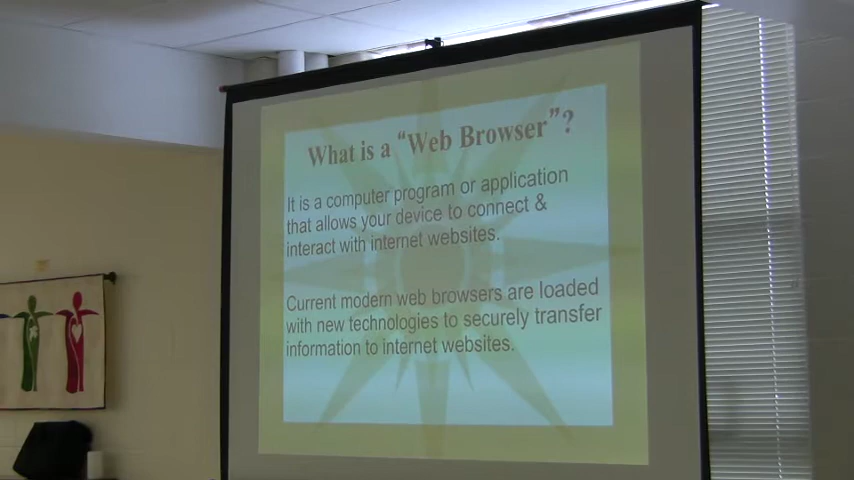 What is a “Web Browser”?
It is a computer program or application
that allows your device to connect &
interact with internet websites.
Current modern web browsers are loaded
with new technologies to securely transfer
information to internet websites.